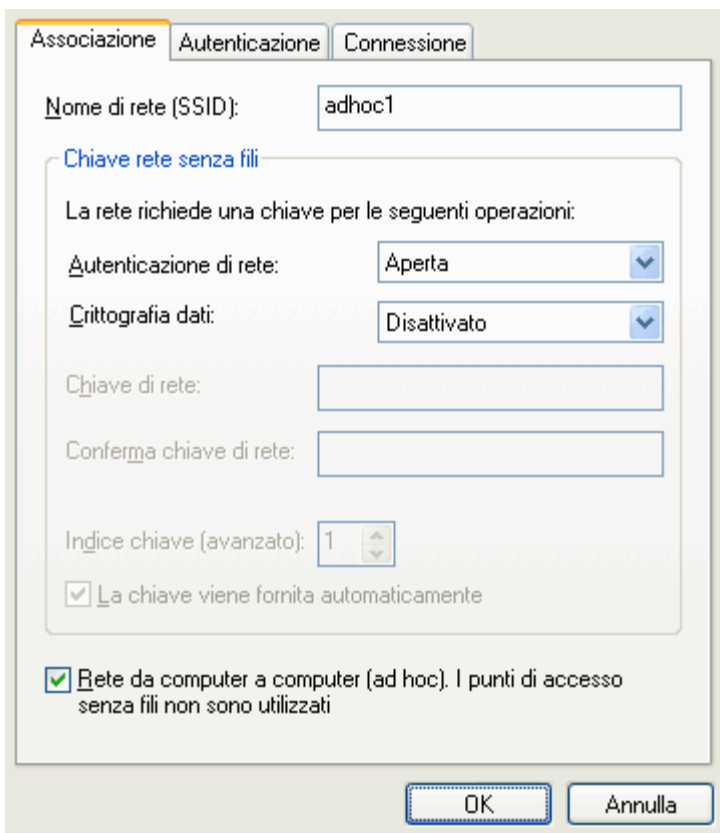 Associazione Autenticazione Connessione
Nome di rete (SSID): adhoc1
Chiave rete senza fili
La rete richiede una chiave per le seguenti operazioni:
Autenticazione di rete: Aperta
Crittografia dati: Disattivato
Chiave di rete:
Conferma chiave di rete:
Indice chiave (avanzato): 1
La chiave viene fornita automaticamente
Rete da computer a computer (ad hoc). I punti di accesso
senza fili non sono utilizzati
OK Annulla